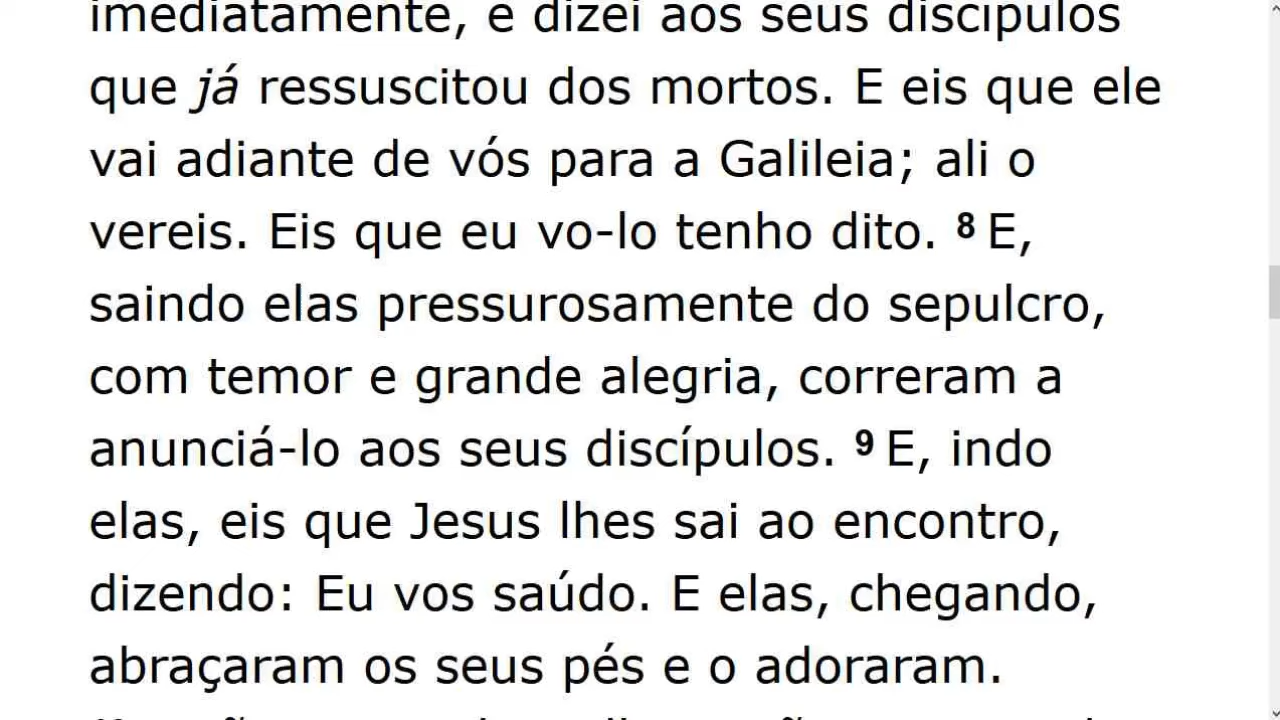 imediatamente, e dizei aos seus discípulos
que já ressuscitou dos mortos. E eis que ele
vai adiante de vós para a Galileia; ali o
vereis. Eis que eu vo-lo tenho dito. 8 E,
saindo elas pressurosamente do sepulcro,
com temor e grande alegria, correram a
anunciá-lo aos seus discípulos. 9 E, indo
elas, eis que Jesus lhes sai ao encontro,
dizendo: Eu vos saúdo. E elas, chegando,
abraçaram os seus pés e o adoraram.